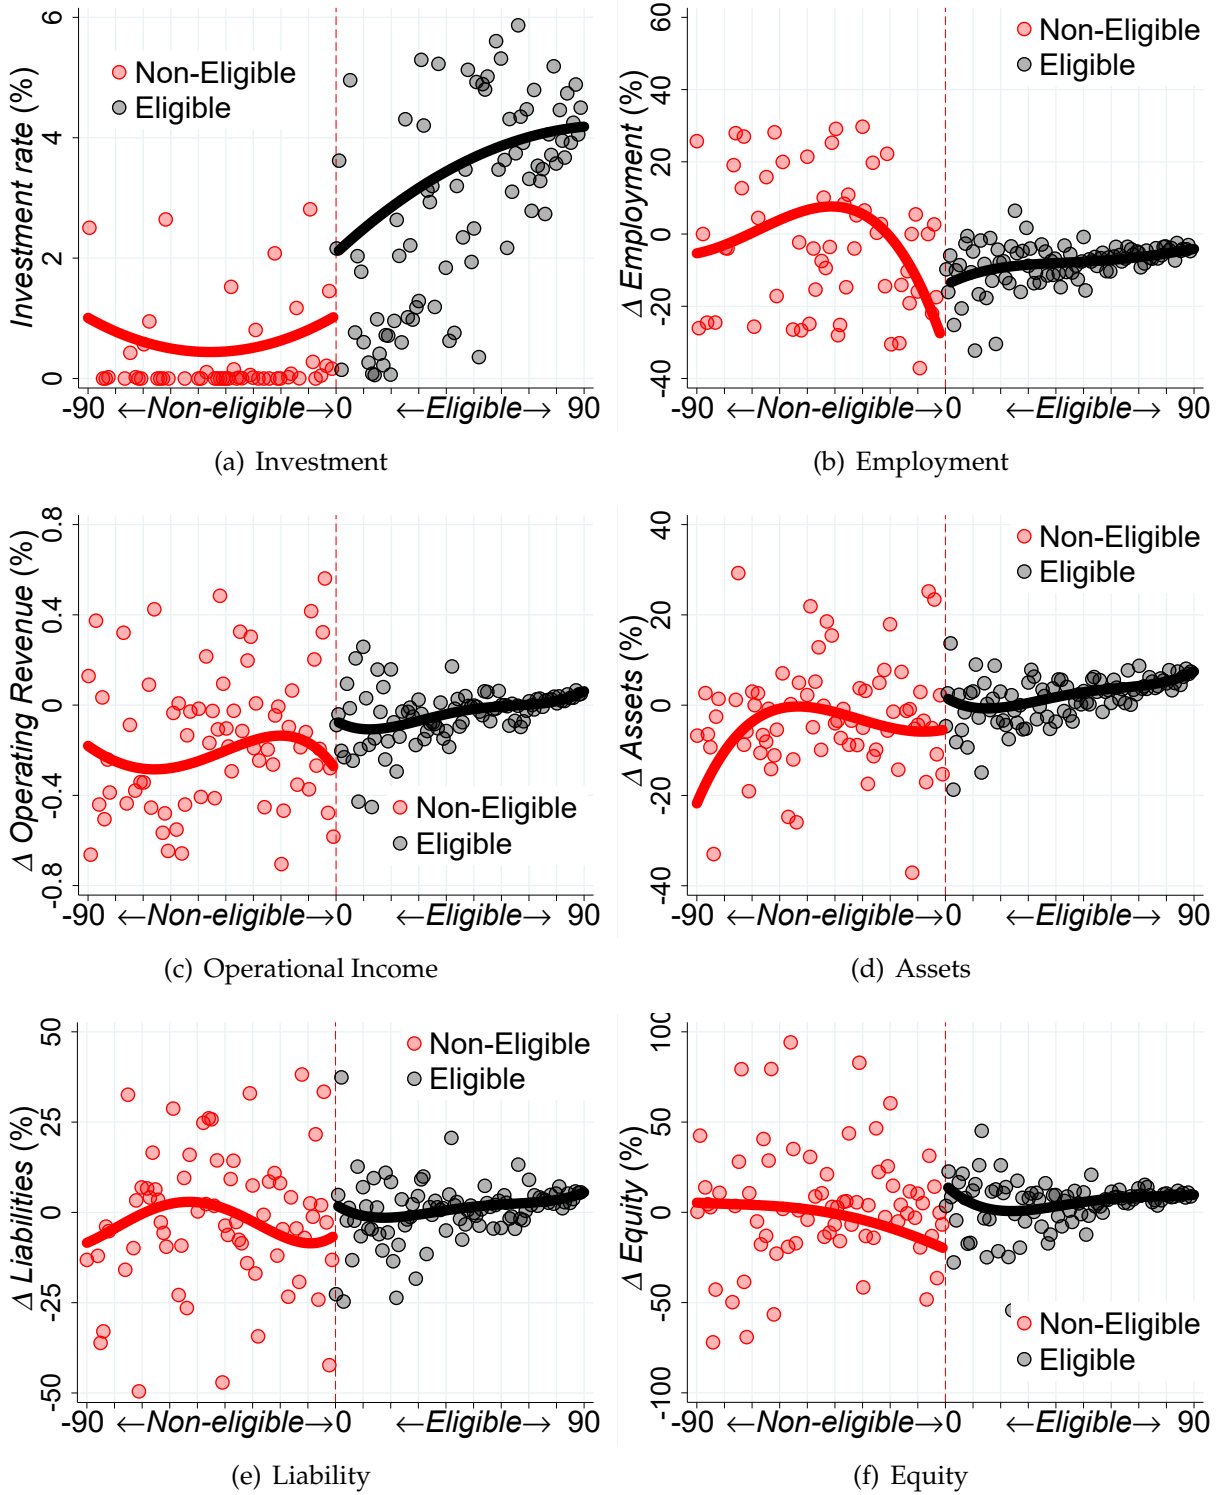 Investment rate (%)
6
4
2
0
Non-Eligible
Eligible
-90 ←Non-eligible→ 0 ←Eligible→ 90
(a) Investment
Δ Employment (%)
60
40
20
0
-20
-40
Non-Eligible
Eligible
-90 ←Non-eligible→ 0 ←Eligible→ 90
(b) Employment
Δ Operating Revenue (%)
0.8
0.4
0
-0.4
-0.8
Non-Eligible
Eligible
-90 ←Non-eligible→ 0 ←Eligible→ 90
(c) Operational Income
Δ Assets (%)
40
20
0
-20
-40
Non-Eligible
Eligible
-90 ←Non-eligible→ 0 ←Eligible→ 90
(d) Assets
Δ Liabilities (%)
50
25
0
-25
-50
Non-Eligible
Eligible
-90 ←Non-eligible→ 0 ←Eligible→ 90
(e) Liability
Δ Equity (%)
100
50
0
-50
-100
Non-Eligible
Eligible
-90 ←Non-eligible→ 0 ←Eligible→ 90
(f) Equity